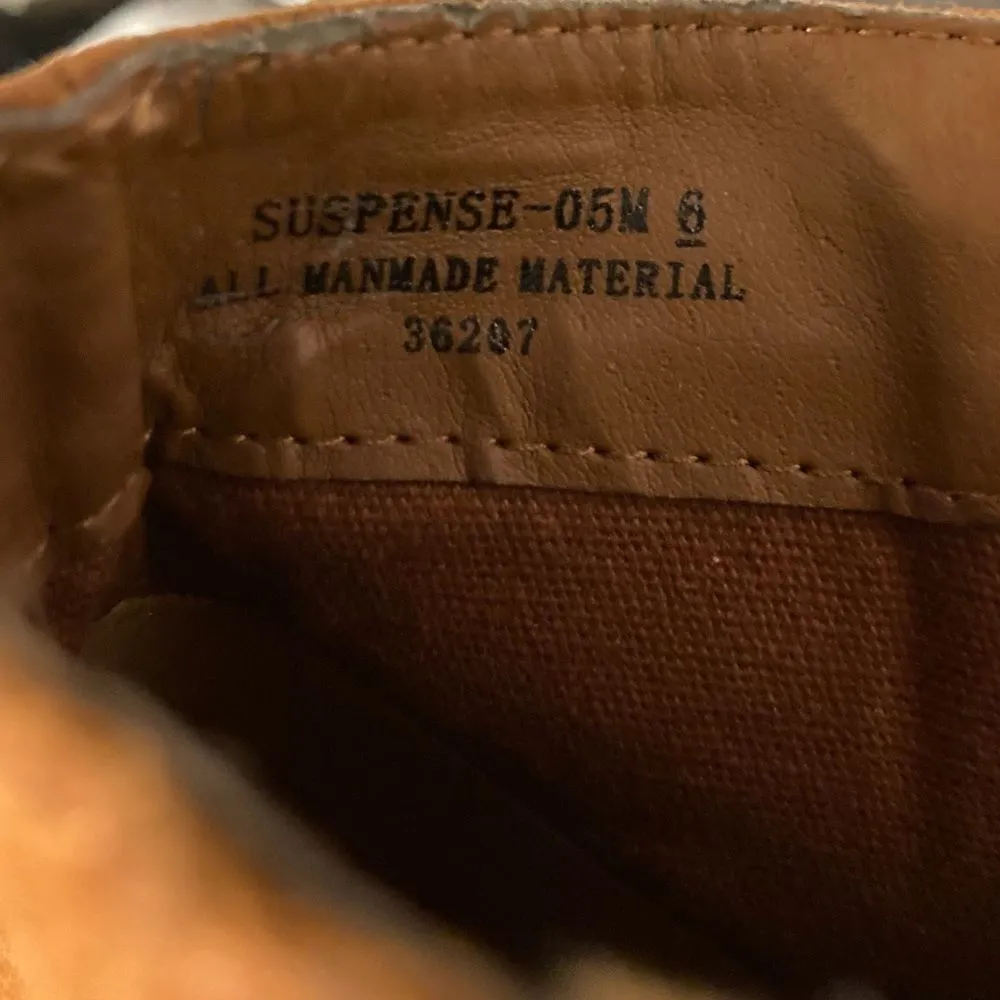 SUSPENSE-05M 6
ALL MANMADE MATERIAL
36207